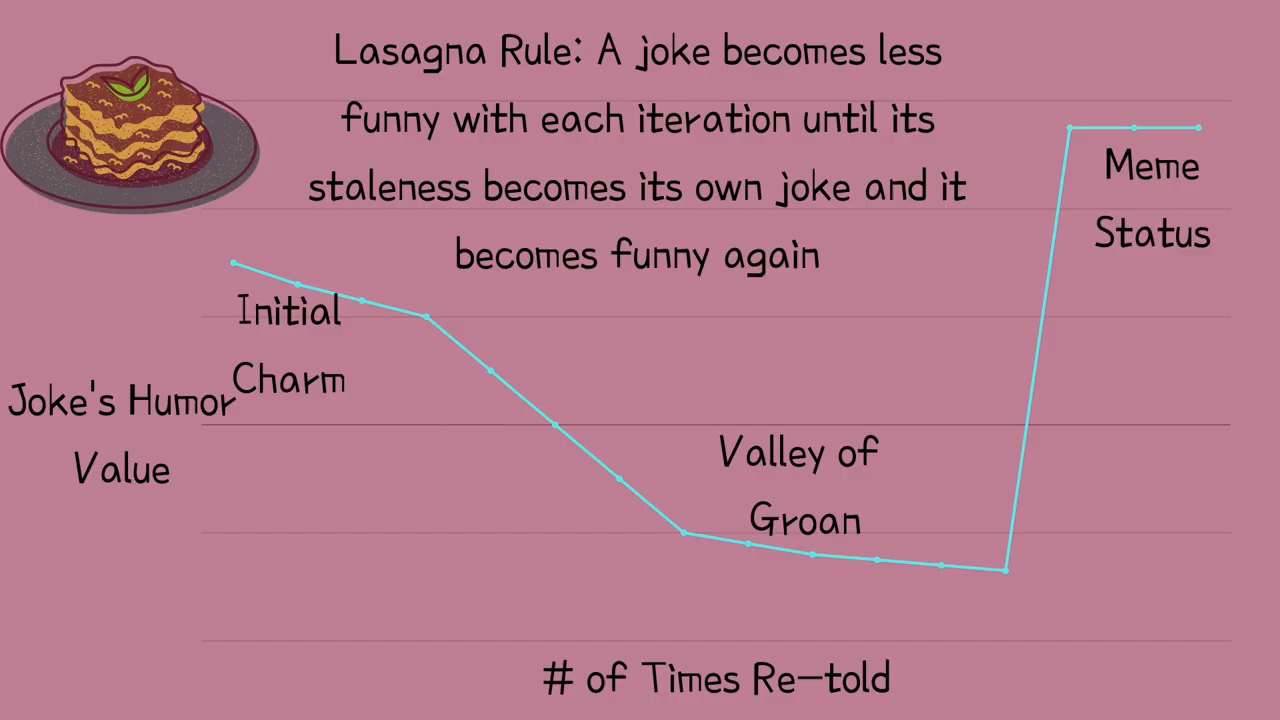 Lasagna Rule: A joke becomes less
funny with each iteration until its
staleness becomes its own joke and it
becomes funny again
Meme
Status
Initial
Charm
Joke's Humor
Value
Valley of
Groan
# of Times Re-told